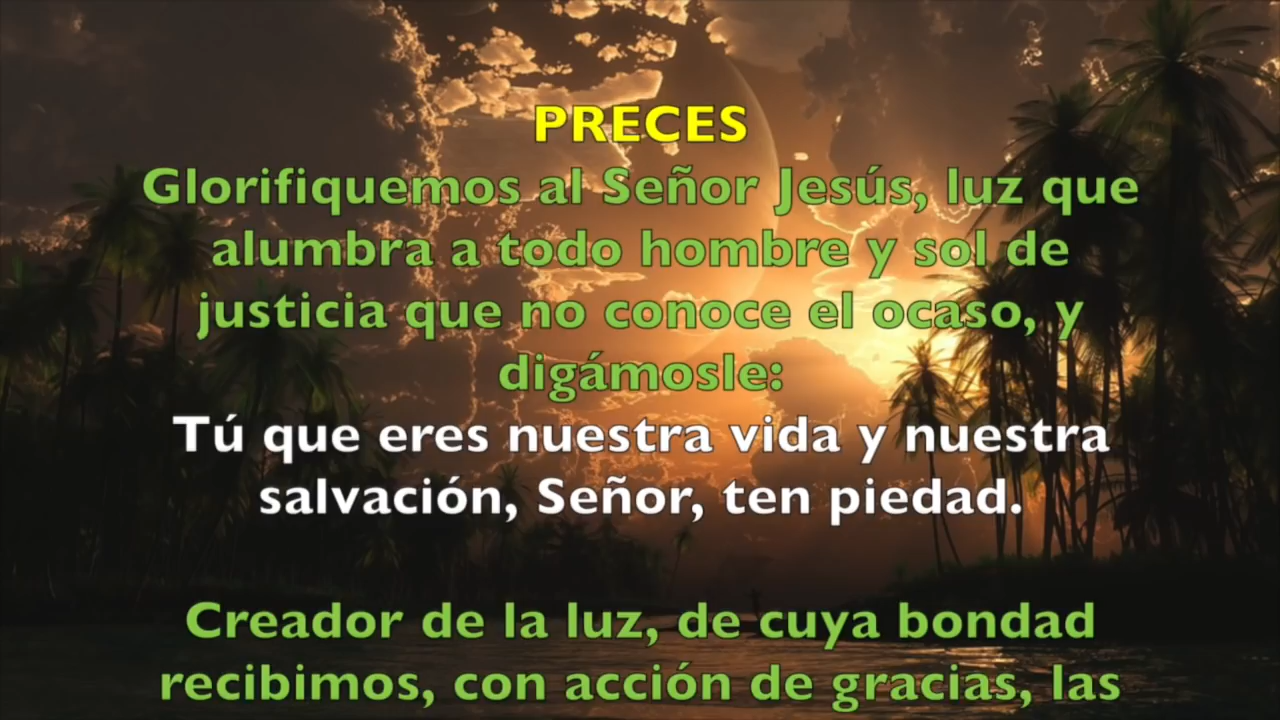 PRECES
Glorifiquemos al Señor Jesús, luz que
alumbra a todo hombre y sol de
justicia que no conoce el ocaso, y
digámosle:
Tú que eres nuestra vida y nuestra
salvación, Señor, ten piedad.
Creador de la luz, de cuya bondad
recibimos, con acción de gracias, las